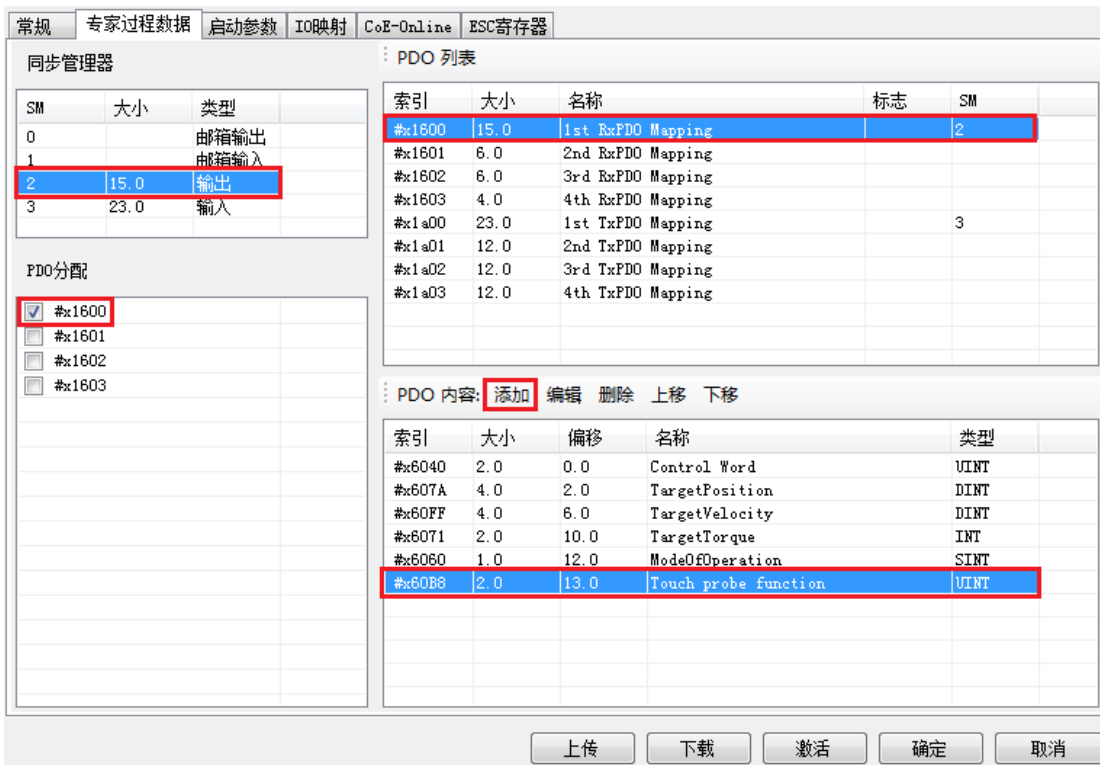 常规 专家过程数据 启动参数 IO映射 CoE-Online ESC寄存器
同步管理器
SM 大小 类型
0 邮箱输出
1 邮箱输入
2 15.0 输出
3 23.0 输入
PDO分配
#x1600
#x1601
#x1602
#x1603
PDO 列表
索引 大小 名称 标志 SM
#x1600 15.0 1st RxPDO Mapping 2
#x1601 6.0 2nd RxPDO Mapping
#x1602 6.0 3rd RxPDO Mapping
#x1603 4.0 4th RxPDO Mapping
#x1a00 23.0 1st TxPDO Mapping 3
#x1a01 12.0 2nd TxPDO Mapping
#x1a02 12.0 3rd TxPDO Mapping
#x1a03 12.0 4th TxPDO Mapping
PDO 内容: 添加 编辑 删除 上移 下移
索引 大小 偏移 名称 类型
#x6040 2.0 0.0 Control Word UINT
#x607A 4.0 2.0 TargetPosition DINT
#x60FF 4.0 6.0 TargetVelocity DINT
#x6071 2.0 10.0 TargetTorque INT
#x6060 1.0 12.0 ModeOfOperation SINT
#x60B8 2.0 13.0 Touch probe function UINT
上传 下载 激活 确定 取消